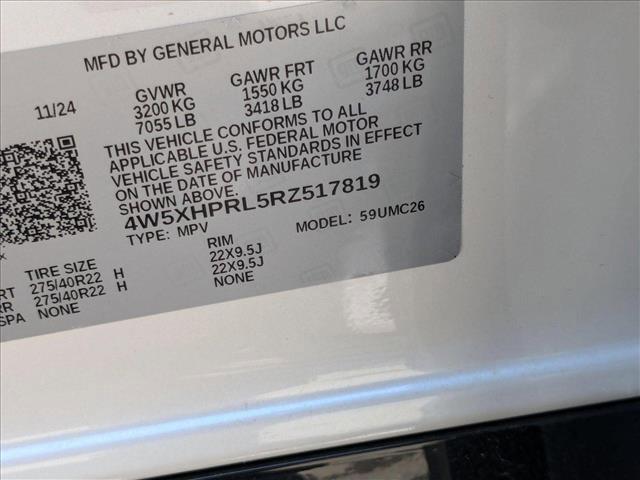 MFD BY GENERAL MOTORS LLC
11/24 GVWR GAWR FRT GAWR RR
3200 KG 1550 KG 1700 KG
7055 LB 3418 LB 3748 LB
THIS VEHICLE CONFORMS TO ALL
APPLICABLE U.S. FEDERAL MOTOR
VEHICLE SAFETY STANDARDS IN EFFECT
ON THE DATE OF MANUFACTURE
SHOWN ABOVE.
4W5XHPRL5RZ517819
TYPE: MPV MODEL: 59UMC26
TIRE SIZE RIM
RT 275/40R22 H 22X9.5J
RR 275/40R22 H 22X9.5J
SPA NONE NONE